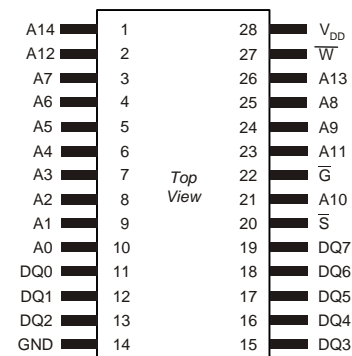 A14 1 28 V_DD
A12 2 27 W̅
A7 3 26 A13
A6 4 25 A8
A5 5 24 A9
A4 6 23 A11
A3 7 Top 22 G̅
A2 8 View 21 A10
A1 9 20 S̅
A0 10 19 DQ7
DQ0 11 18 DQ6
DQ1 12 17 DQ5
DQ2 13 16 DQ4
GND 14 15 DQ3